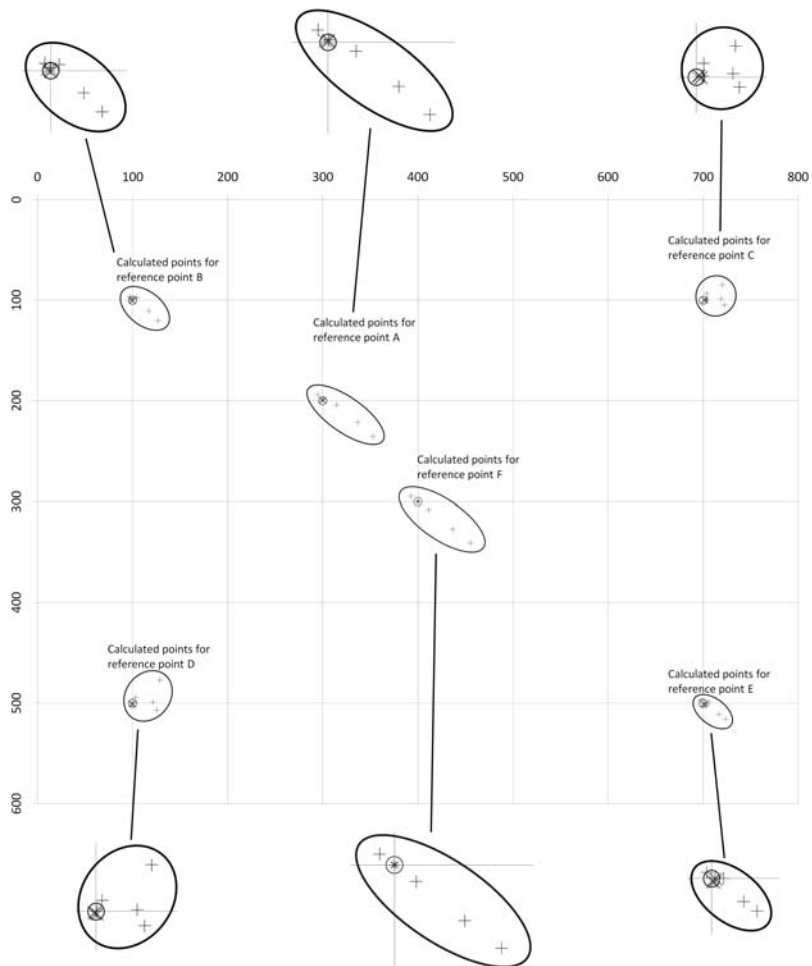 0 100 200 300 400 500 600 700 800
0
Calculated points for
reference point B
Calculated points for
reference point C
100
Calculated points for
reference point A
200
Calculated points for
reference point F
300
400
Calculated points for
reference point D
Calculated points for
reference point E
500
600